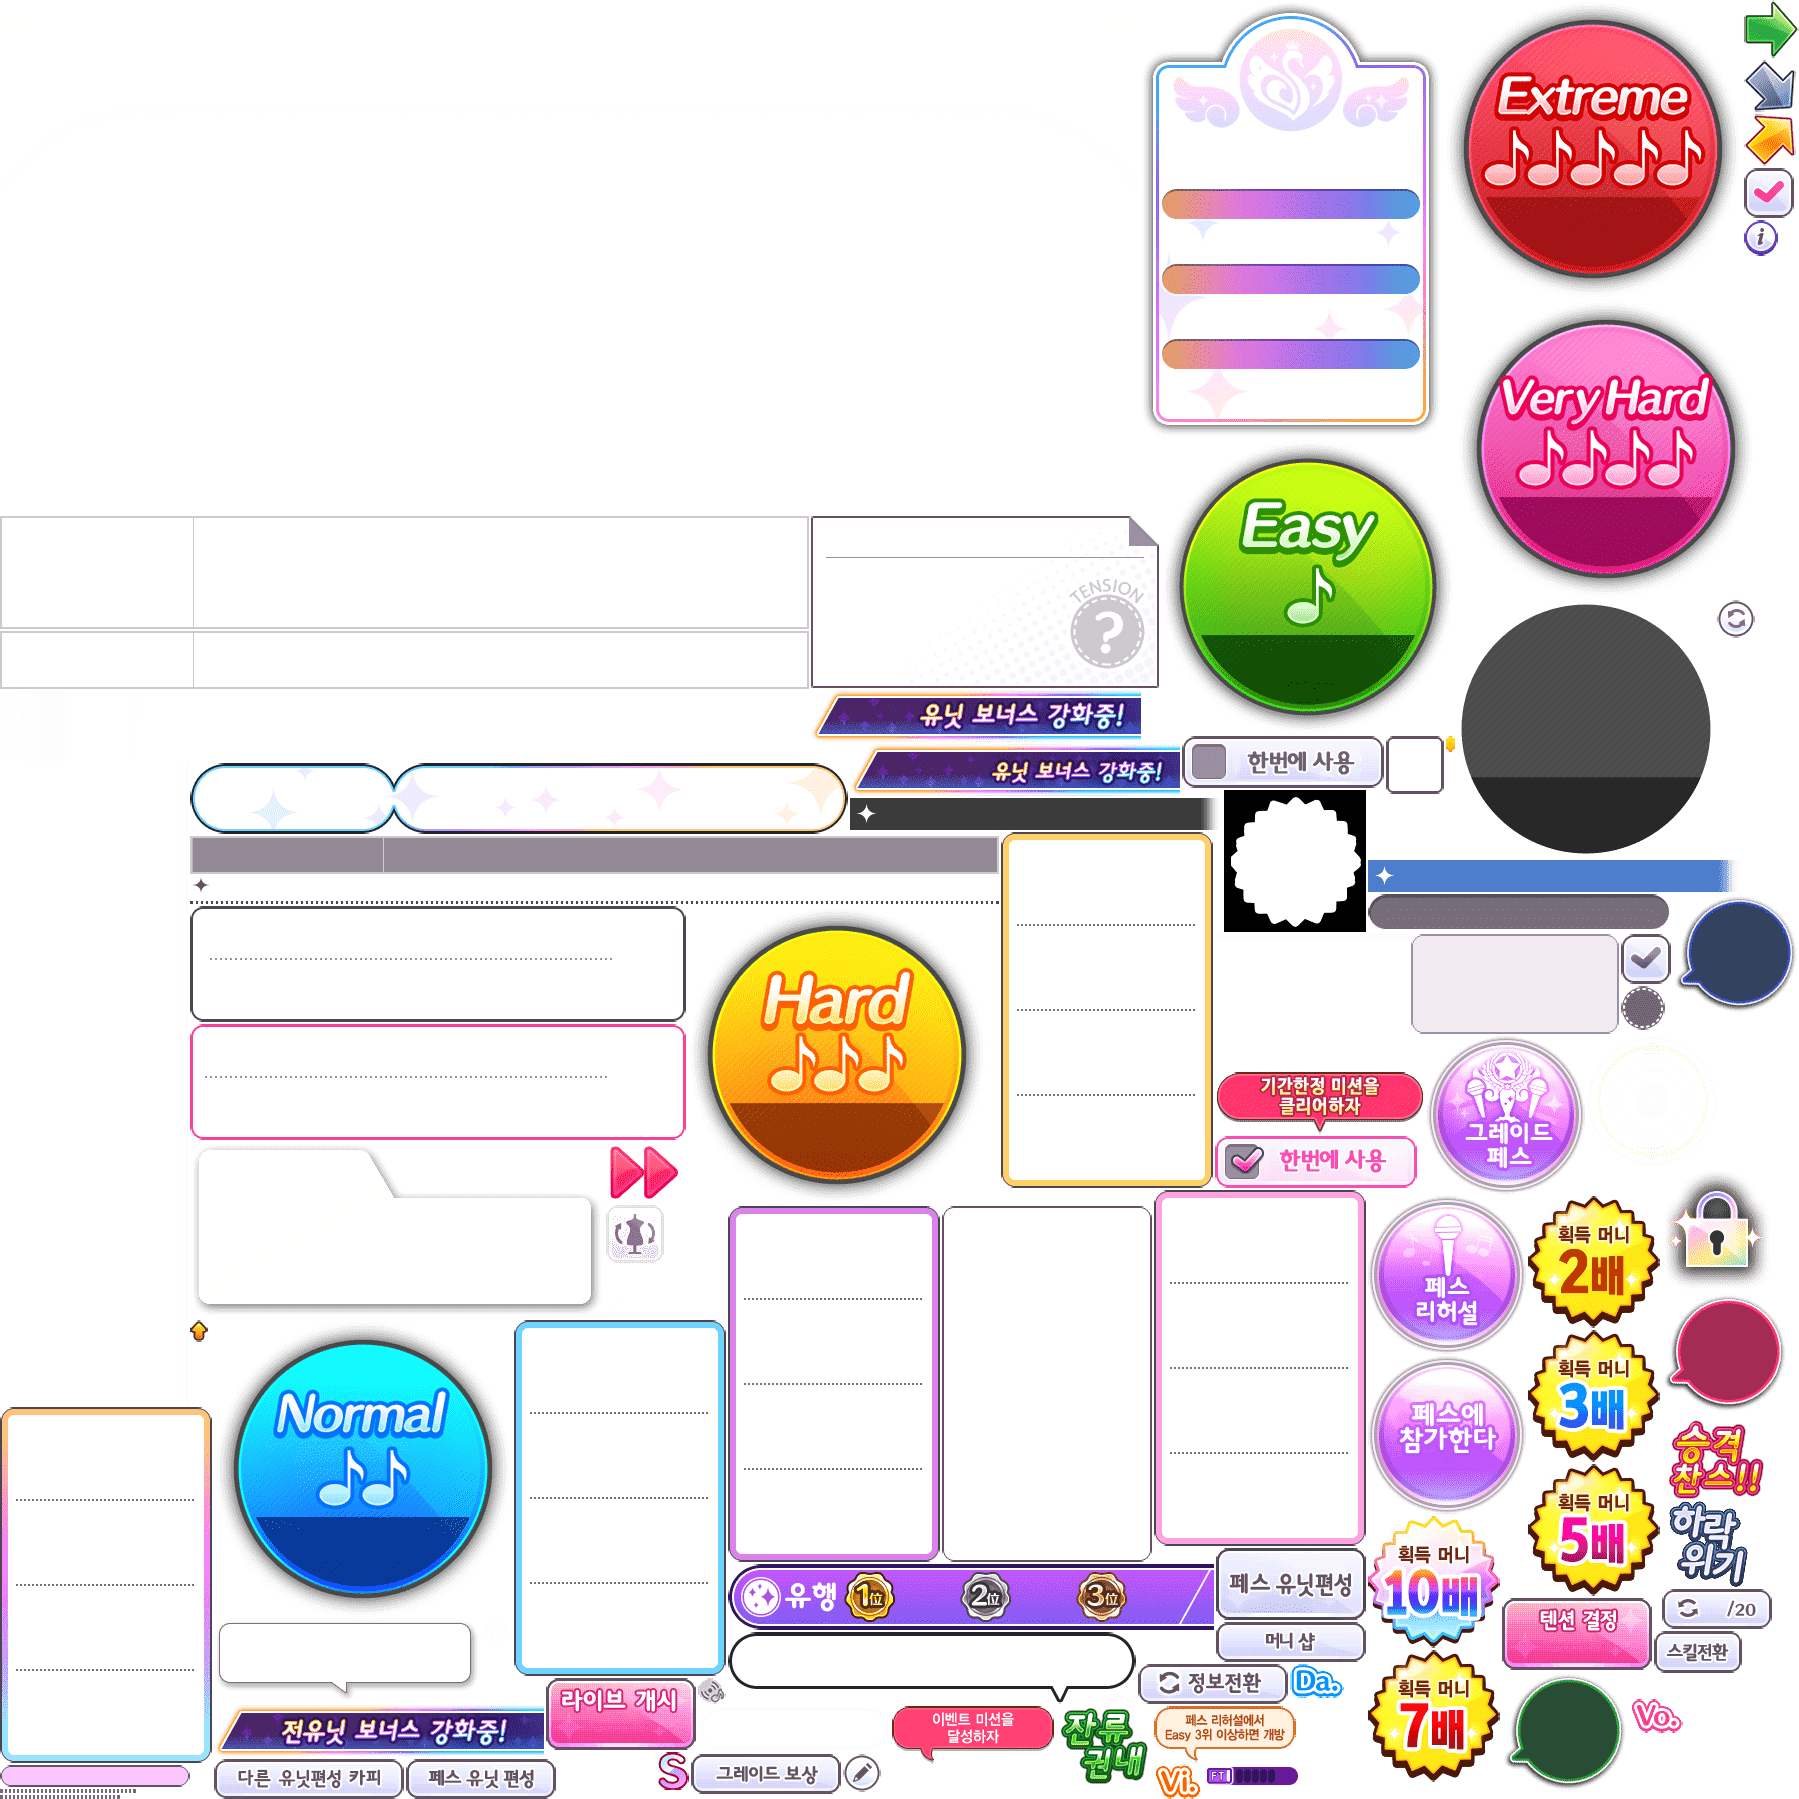 Extreme
Very Hard
Easy
TENSION
?
유닛 보너스 강화중!
유닛 보너스 강화중!
한번에 사용
Hard
기간한정 미션을
클리어하자
한번에 사용
그레이드
페스
페스
리허설
획득 머니
2배
페스에
참가한다
획득 머니
3배
Normal
승격
찬스!!
획득 머니
5배
하락
위기
유행
1位
2位
3位
페스 유닛편성
획득 머니
10배
텐션 결정
/20
머니 샵
스킬전환
정보전환
Da.
라이브 개시
획득 머니
7배
Vo.
전유닛 보너스 강화중!
이벤트 미션을
달성하자
잔류
권내
페스 리허설에서
Easy 3위 이상하면 개방
다른 유닛편성 카피
페스 유닛 편성
S
그레이드 보상
Vi.
FT
i